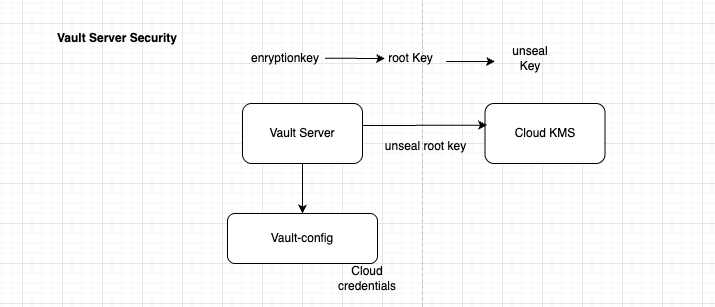 Vault Server Security
enryptionkey
root Key
unseal
Key
Vault Server
Cloud KMS
unseal root key
Vault-config
Cloud
credentials